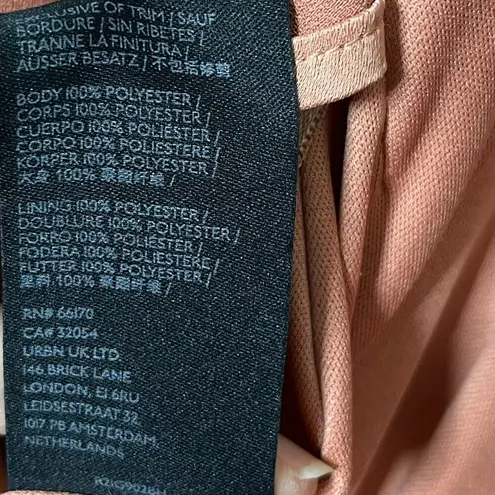 EXCLUSIVE OF TRIM / SAUF
BORDURE / SIN RIBETES /
TRANNE LA FINITURA /
AUSSER BESATZ / 不包括修剪
BODY 100% POLYESTER /
CORPS 100% POLYESTER /
CUERPO 100% POLIÉSTER /
CORPO 100% POLIESTERE /
KÖRPER 100% POLYESTER /
大身 100% 聚酯纤维 /
LINING 100% POLYESTER /
DOUBLURE 100% POLYESTER /
FORRO 100% POLIÉSTER /
FODERA 100% POLIESTERE /
FUTTER 100% POLYESTER /
里料 100% 聚酯纤维 /
RN# 66170
CA# 32054
URBN UK LTD.
146 BRICK LANE
LONDON, E1 6RU
LEIDSESTRAAT 32
1017 PB AMSTERDAM,
NETHERLANDS